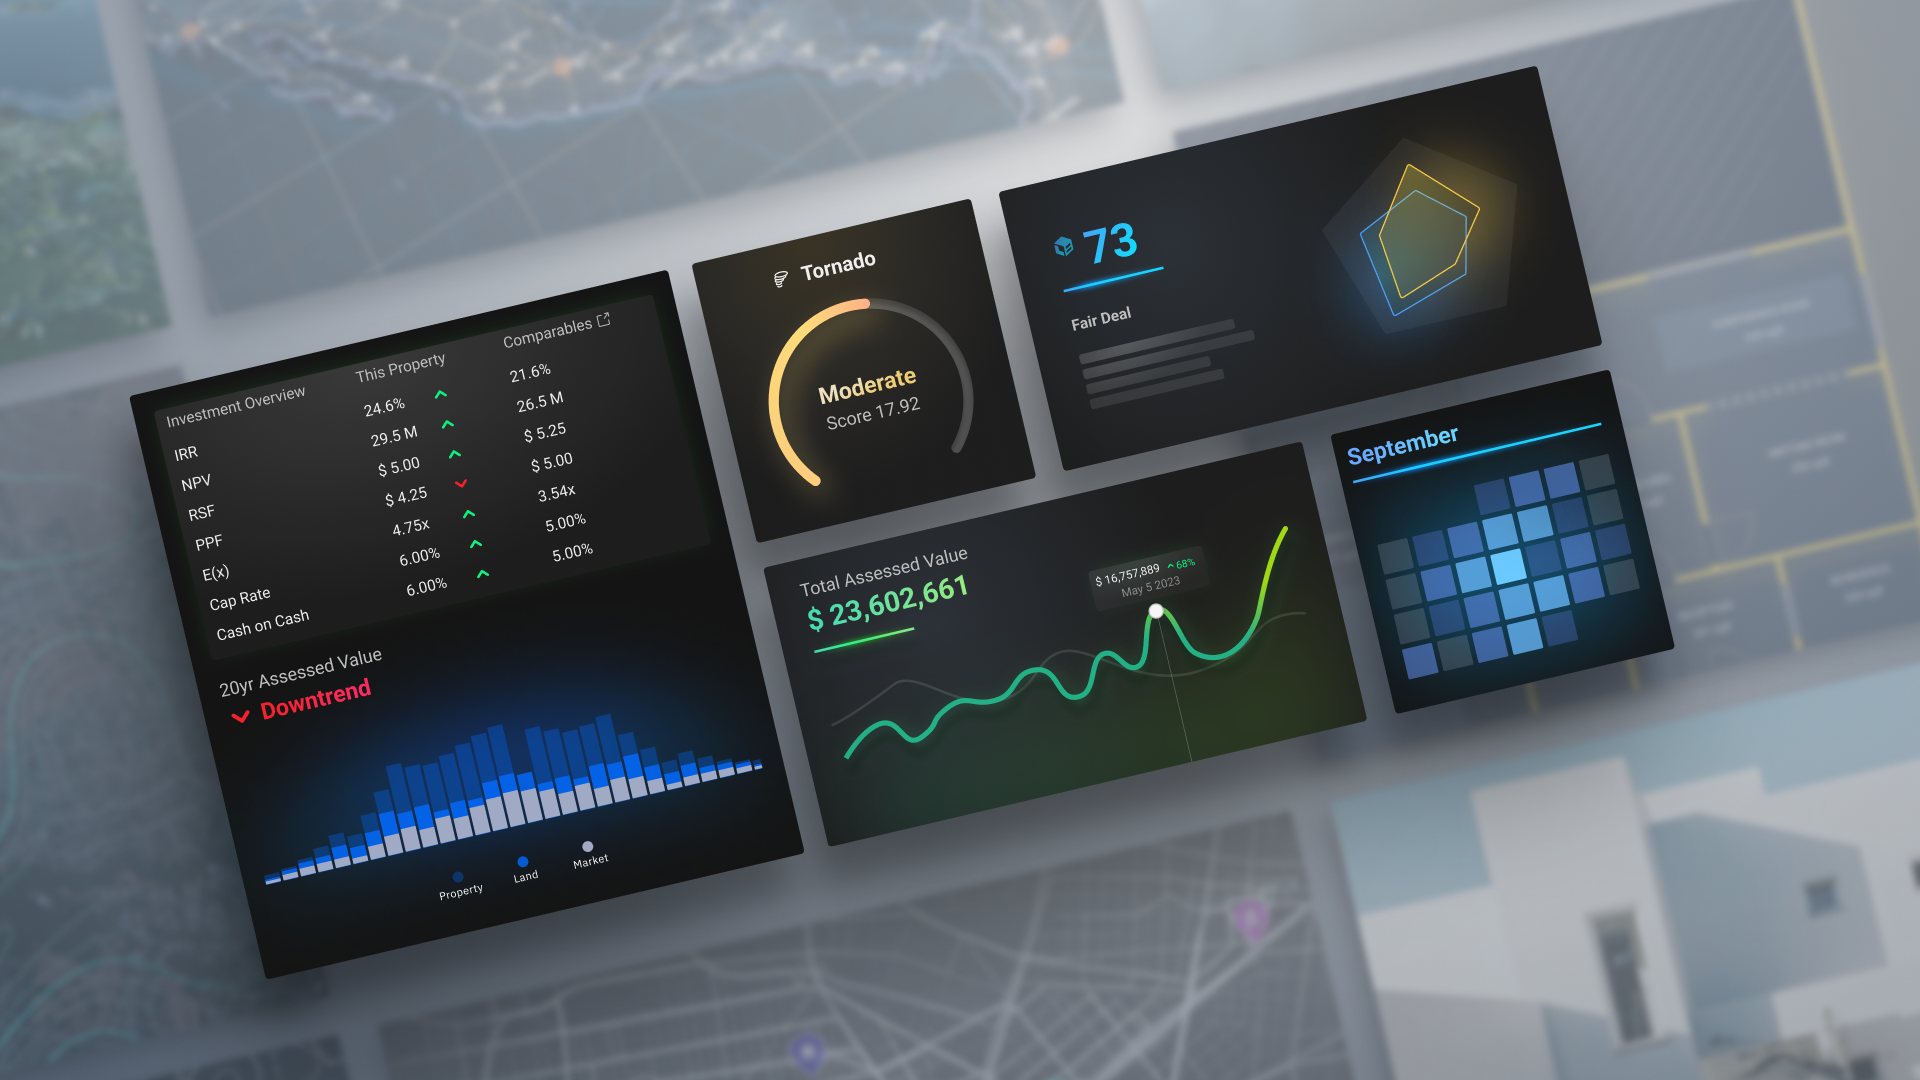 Investment Overview This Property Comparables
IRR 24.6% 21.6%
NPV 29.5 M 26.5 M
RSF $ 5.00 $ 5.25
PPF $ 4.25 $ 5.00
E(x) 4.75x 3.54x
Cap Rate 6.00% 5.00%
Cash on Cash 6.00% 5.00%
20yr Assessed Value
Downtrend
Property Land Market
Tornado
Moderate
Score 17.92
73
Fair Deal
Total Assessed Value
$ 23,602,661
$ 16,757,889 68%
May 5 2023
September